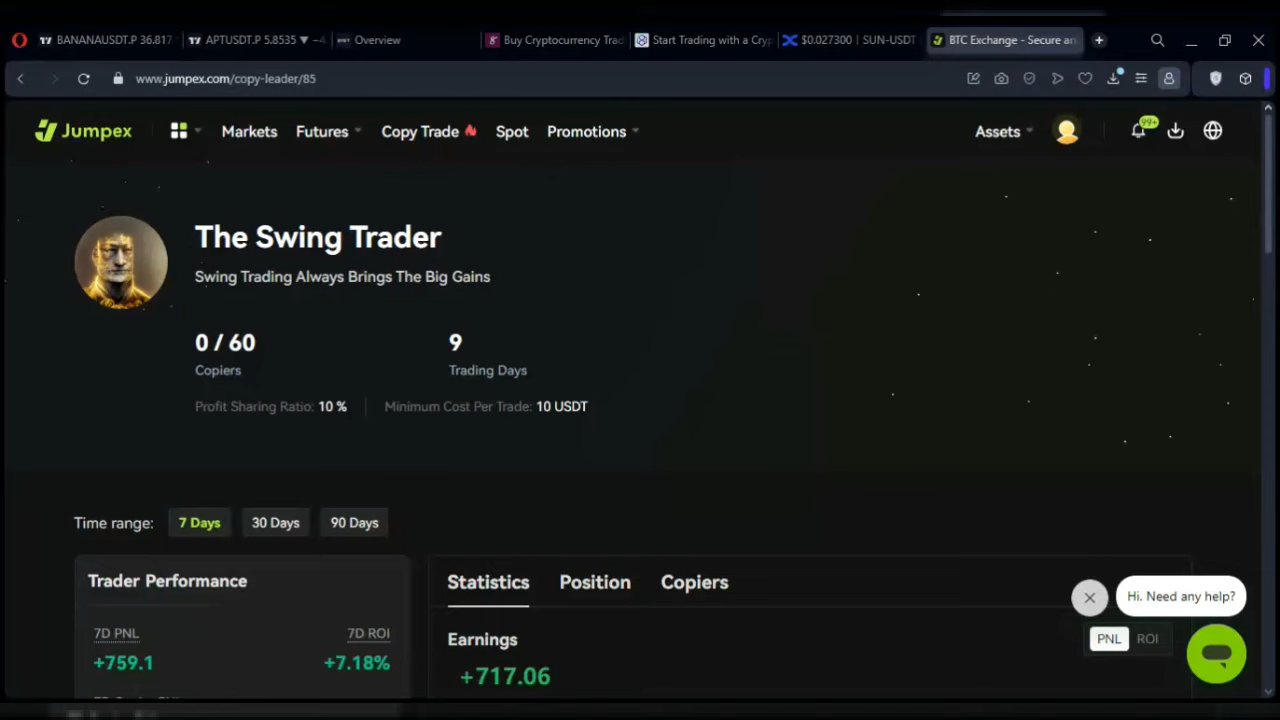 BANANAUSDT.P 36.817
APTUSDT.P 5.8535 ▼ −4
Overview
Buy Cryptocurrency Trad
Start Trading with a Cryp
$0.027300 | SUN-USDT
BTC Exchange - Secure an
www.jumpex.com/copy-leader/85
Jumpex
Markets
Futures
Copy Trade
Spot
Promotions
Assets
99+
The Swing Trader
Swing Trading Always Brings The Big Gains
0 / 60
9
Copiers
Trading Days
Profit Sharing Ratio: 10 %
Minimum Cost Per Trade: 10 USDT
Time range:
7 Days
30 Days
90 Days
Trader Performance
Statistics
Position
Copiers
Hi. Need any help?
7D PNL
7D ROI
Earnings
PNL
ROI
+759.1
+7.18%
+717.06